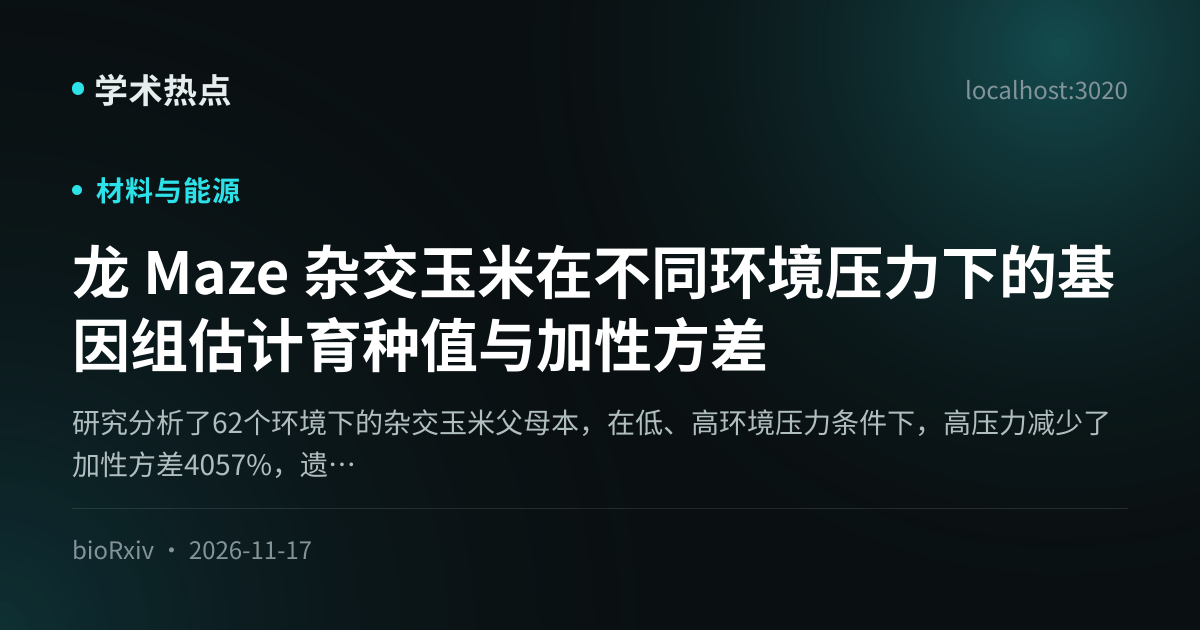 学术热点
localhost:3020
材料与能源
龙 Maze 杂交玉米在不同环境压力下的基
因组估计育种值与加性方差
研究分析了62个环境下的杂交玉米父母本，在低、高环境压力条件下，高压力减少了
加性方差4057%，遗…
bioRxiv • 2026-11-17